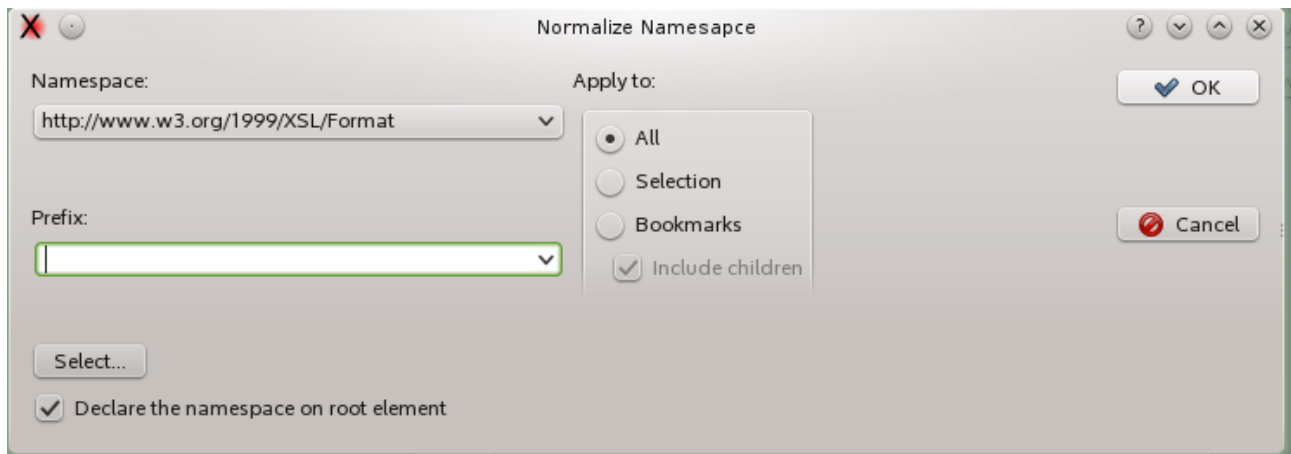 Normalize Namesapce
Namespace:
http://www.w3.org/1999/XSL/Format
Prefix:
Select...
Declare the namespace on root element
Apply to:
All
Selection
Bookmarks
Include children
OK
Cancel